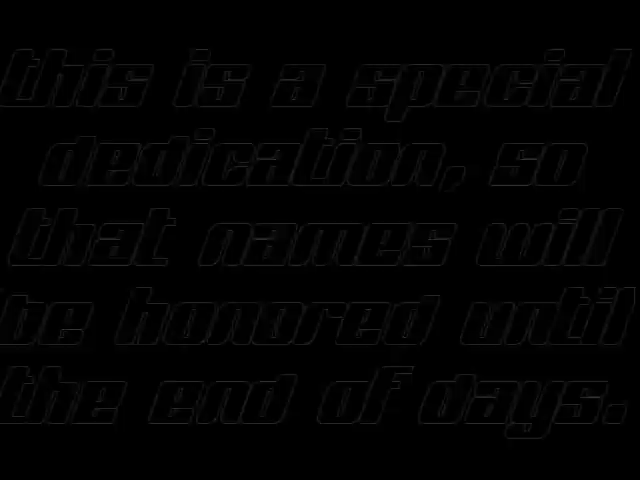 this is a special
dedication, so
that names will
be honored until
the end of days.